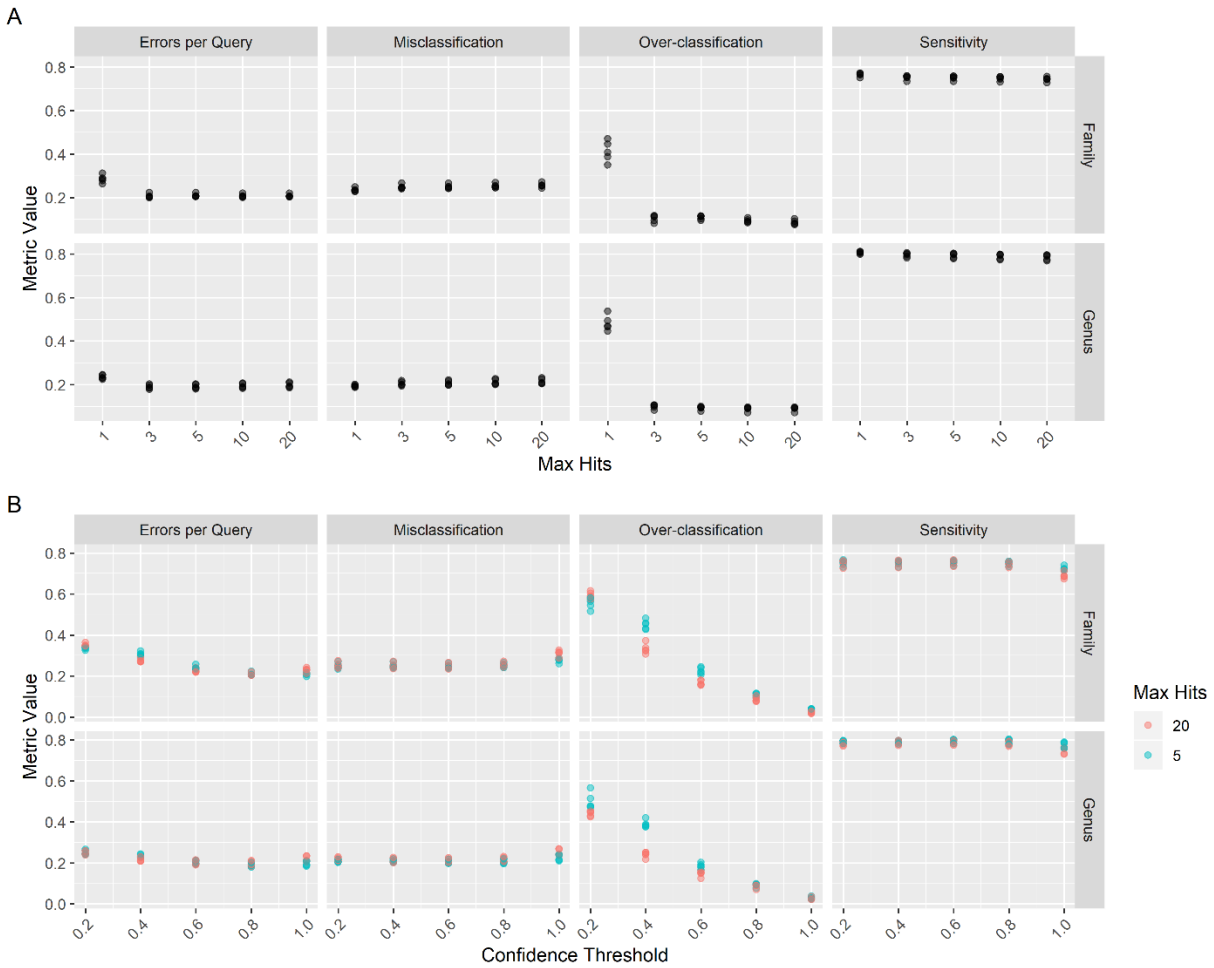 A
Errors per Query Misclassification Over-classification Sensitivity
0.8
0.6
0.4
0.2
Family
0.8
0.6
0.4
0.2
Genus
Metric Value
1 3 5 10 20 1 3 5 10 20 1 3 5 10 20 1 3 5 10 20
Max Hits
B
Errors per Query Misclassification Over-classification Sensitivity
0.8
0.6
0.4
0.2
0.0
Family
0.8
0.6
0.4
0.2
0.0
Genus
Metric Value
0.2 0.4 0.6 0.8 1.0 0.2 0.4 0.6 0.8 1.0 0.2 0.4 0.6 0.8 1.0 0.2 0.4 0.6 0.8 1.0
Confidence Threshold
Max Hits
20
5